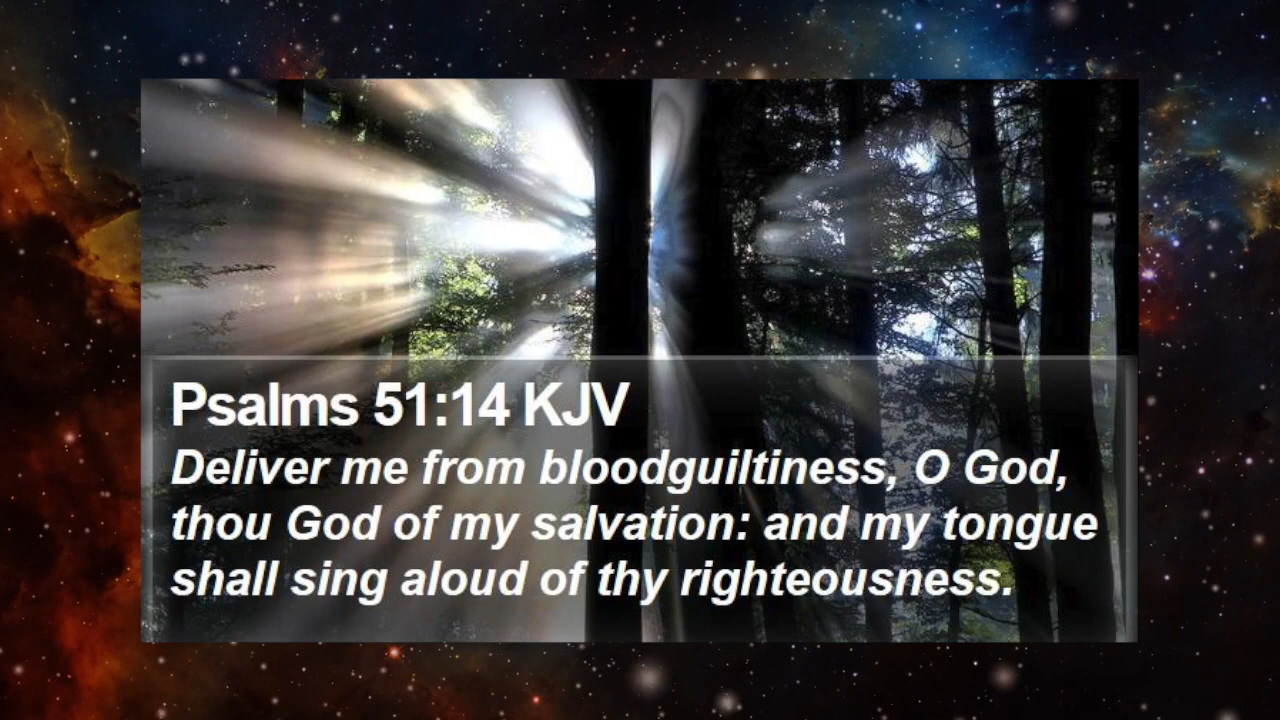 Psalms 51:14 KJV
Deliver me from bloodguiltiness, O God,
thou God of my salvation: and my tongue
shall sing aloud of thy righteousness.